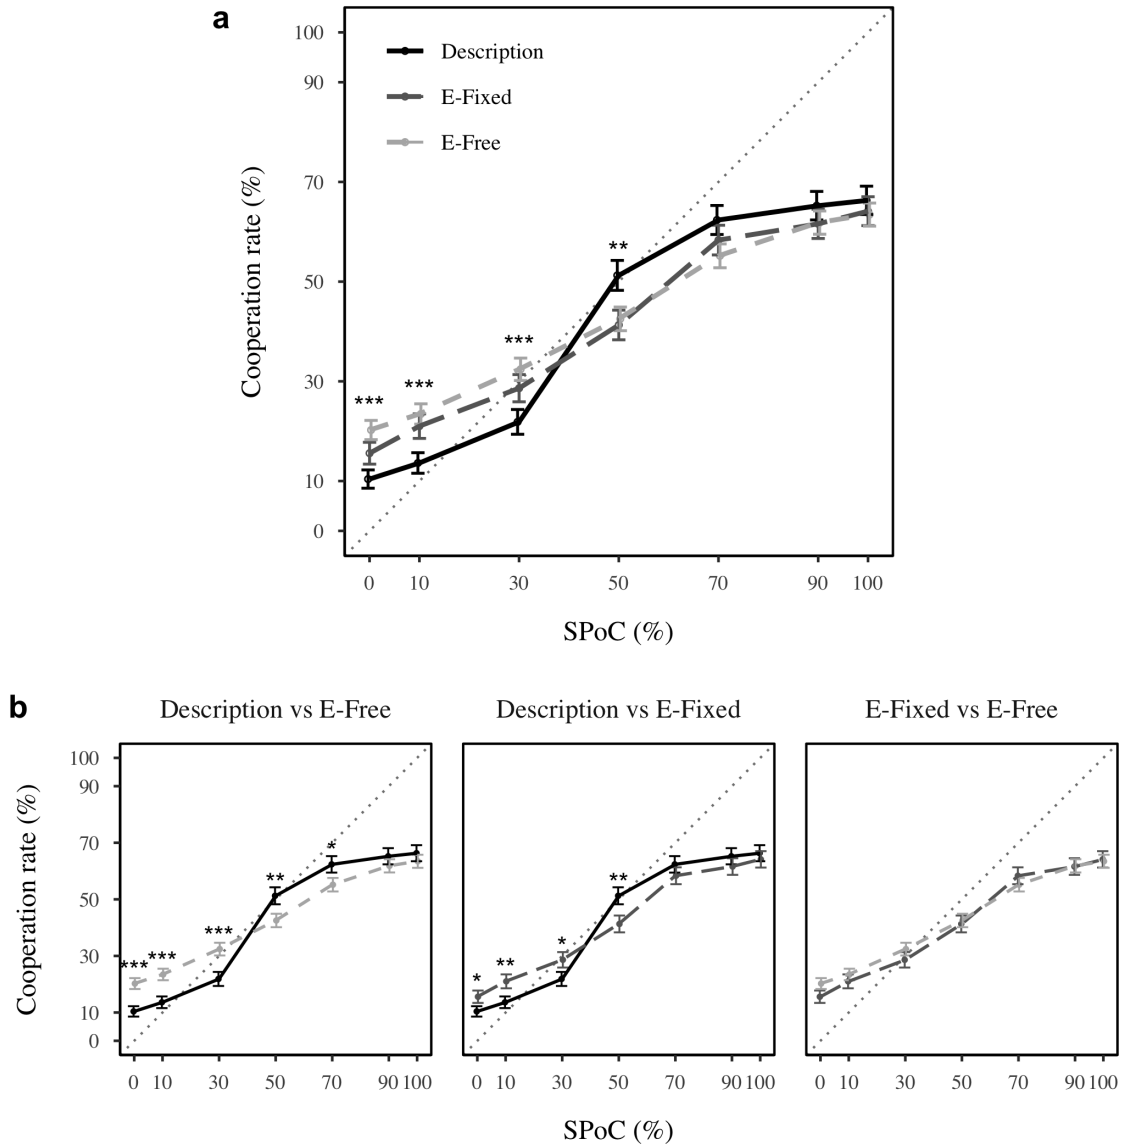 a
100
90
70
50
30
10
0
Cooperation rate (%)
Description
E-Fixed
E-Free
***
***
***
**
0 10 30 50 70 90 100
SPoC (%)
b
Description vs E-Free
Description vs E-Fixed
E-Fixed vs E-Free
100
90
70
50
30
10
0
Cooperation rate (%)
*** *** *** ** *
* ** * **
0 10 30 50 70 90 100
0 10 30 50 70 90 100
0 10 30 50 70 90 100
SPoC (%)